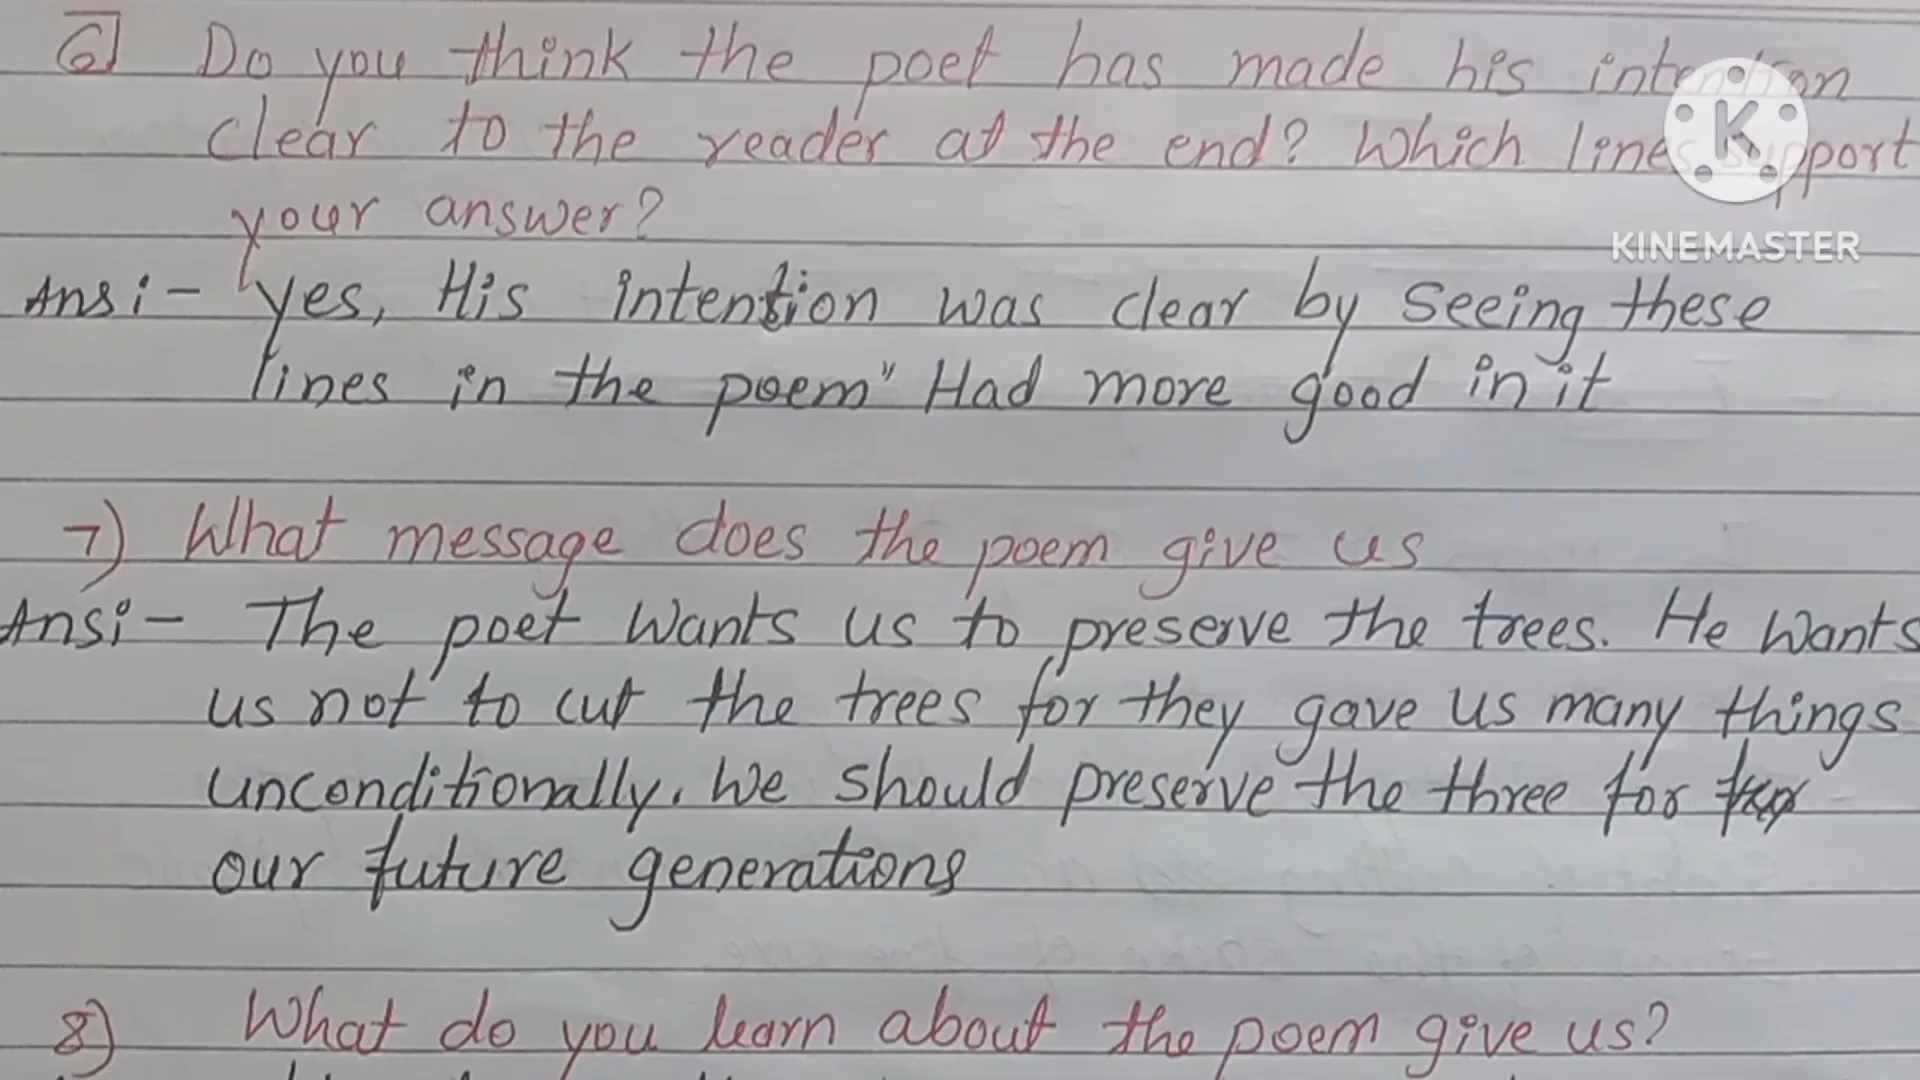 6] Do you think the poet has made his intention
clear to the reader at the end? Which lines support
your answer?
Ans:- Yes, His intention was clear by seeing these
lines in the poem" Had more good in it
7) What message does the poem give us
Ans:- The poet wants us to preserve the trees. He wants
us not to cut the trees for they gave us many things
unconditionally. We should preserve the three for
our future generations
8) What do you learn about the poem give us?
K
KINEMASTER